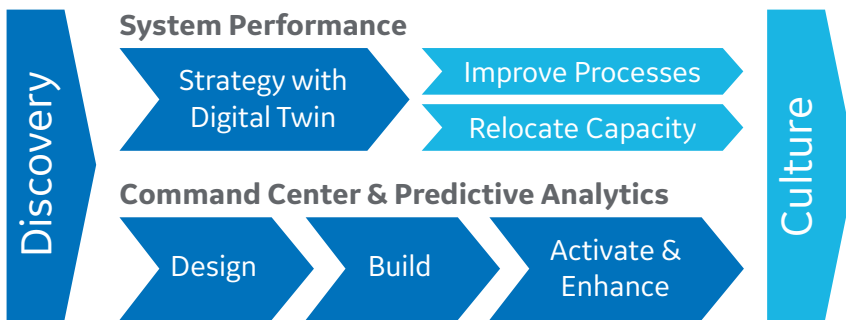 Discovery
System Performance
Strategy with
Digital Twin
Improve Processes
Relocate Capacity
Command Center & Predictive Analytics
Design
Build
Activate &
Enhance
Culture